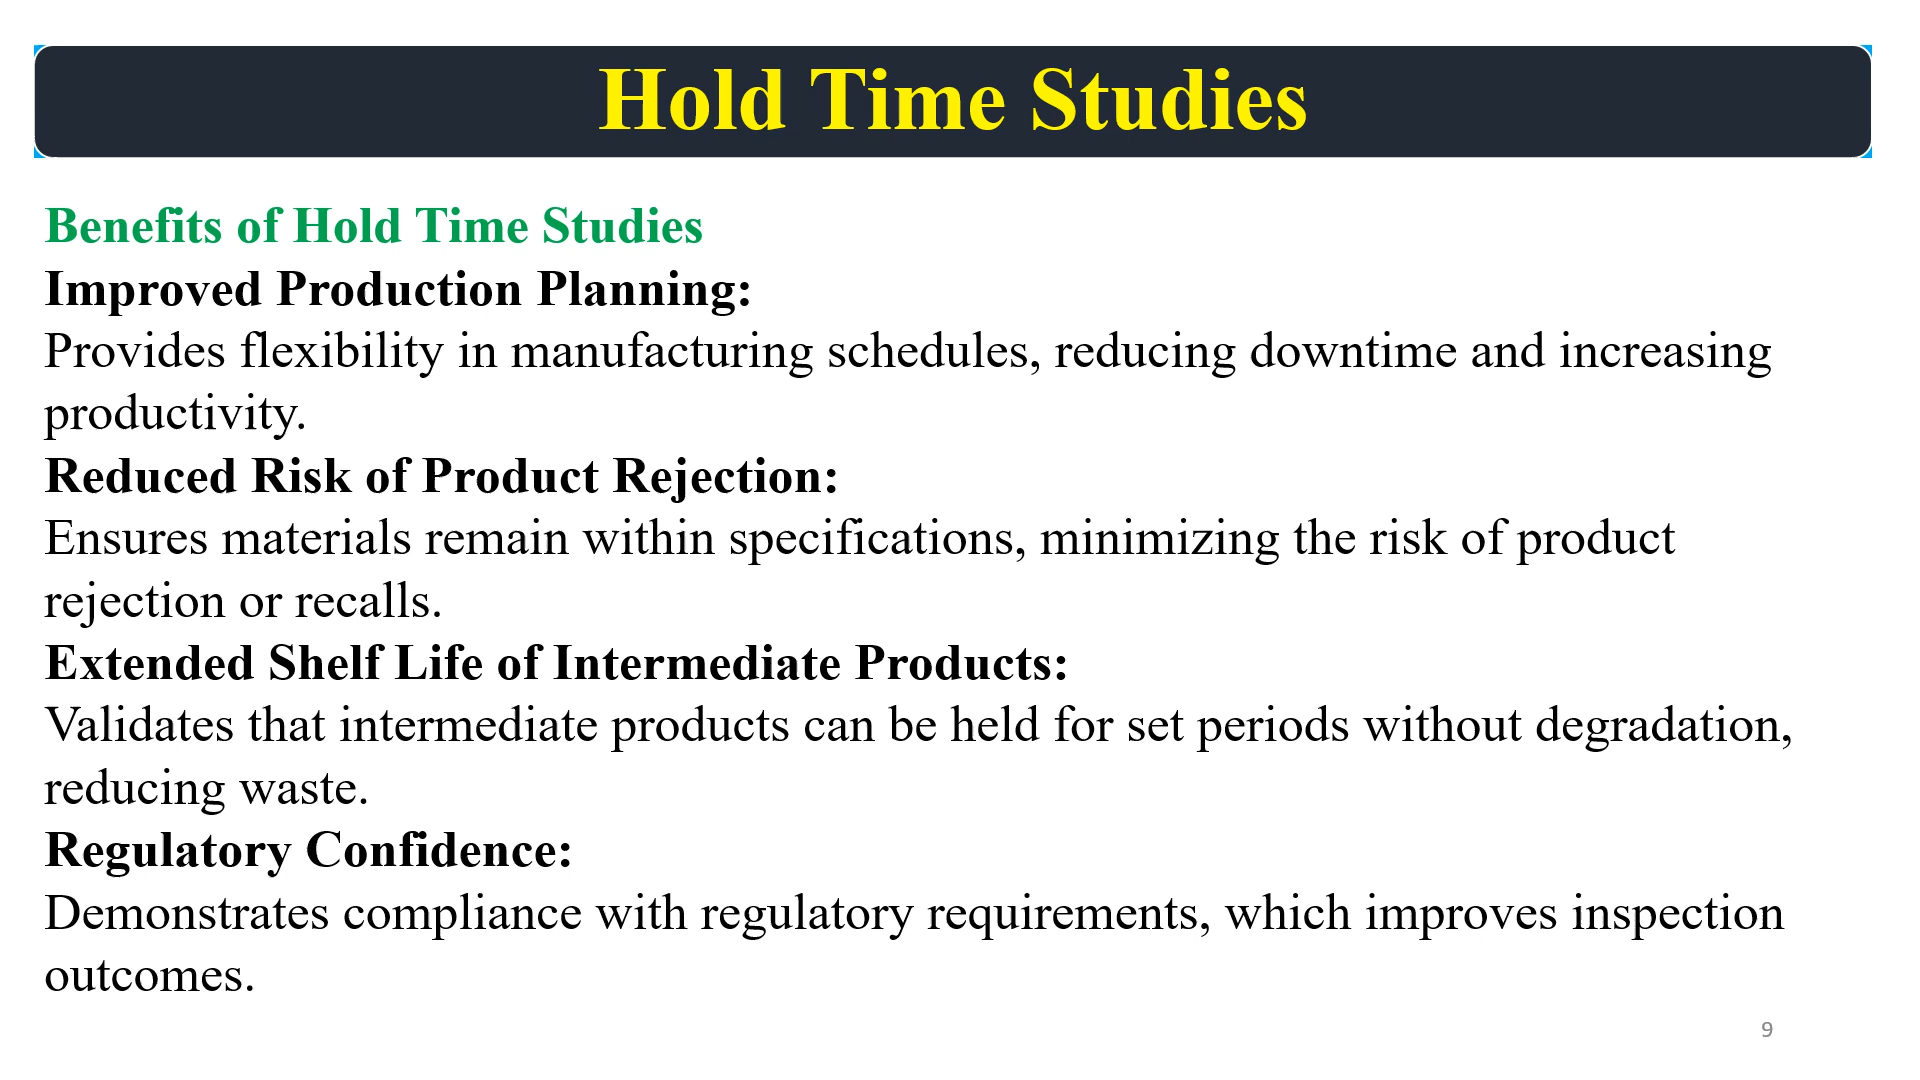 Hold Time Studies
Benefits of Hold Time Studies
Improved Production Planning:
Provides flexibility in manufacturing schedules, reducing downtime and increasing
productivity.
Reduced Risk of Product Rejection:
Ensures materials remain within specifications, minimizing the risk of product
rejection or recalls.
Extended Shelf Life of Intermediate Products:
Validates that intermediate products can be held for set periods without degradation,
reducing waste.
Regulatory Confidence:
Demonstrates compliance with regulatory requirements, which improves inspection
outcomes.
9